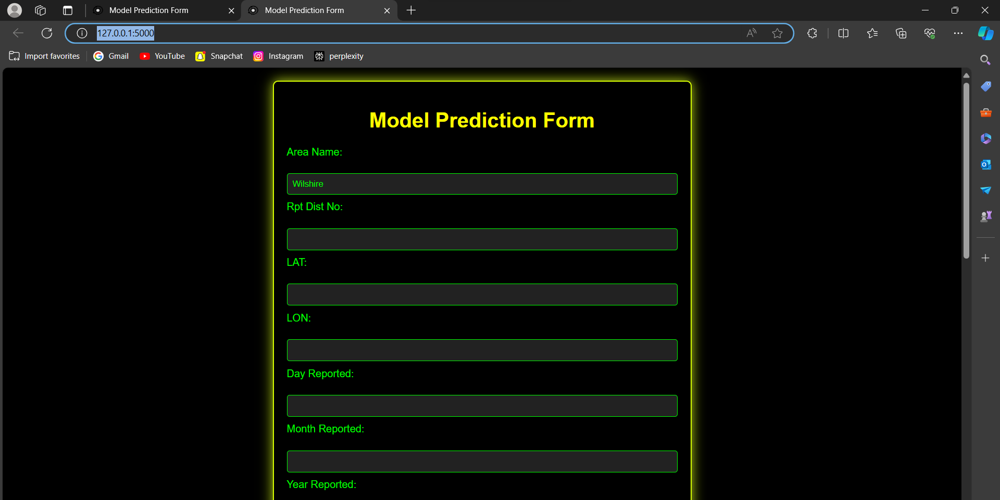 Model Prediction Form
Model Prediction Form
127.0.0.1:5000
Import favorites
Gmail
YouTube
Snapchat
Instagram
perplexity
Model Prediction Form
Area Name:
Wilshire
Rpt Dist No:
LAT:
LON:
Day Reported:
Month Reported:
Year Reported: